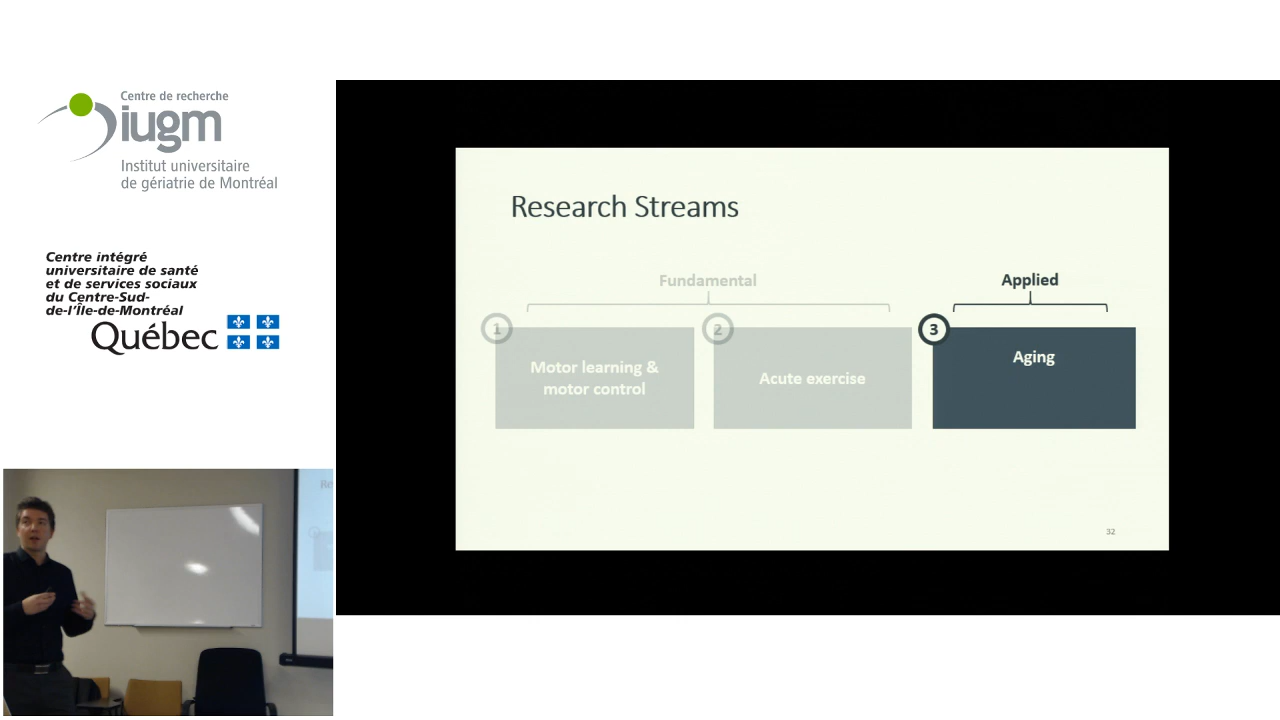 Centre de recherche
iugm
Institut universitaire
de gériatrie de Montréal
Centre intégré
universitaire de santé
et de services sociaux
du Centre-Sud-
de-l'Île-de-Montréal
Québec
Research Streams
Fundamental
Applied
1
2
3
Motor learning &
motor control
Acute exercise
Aging
32